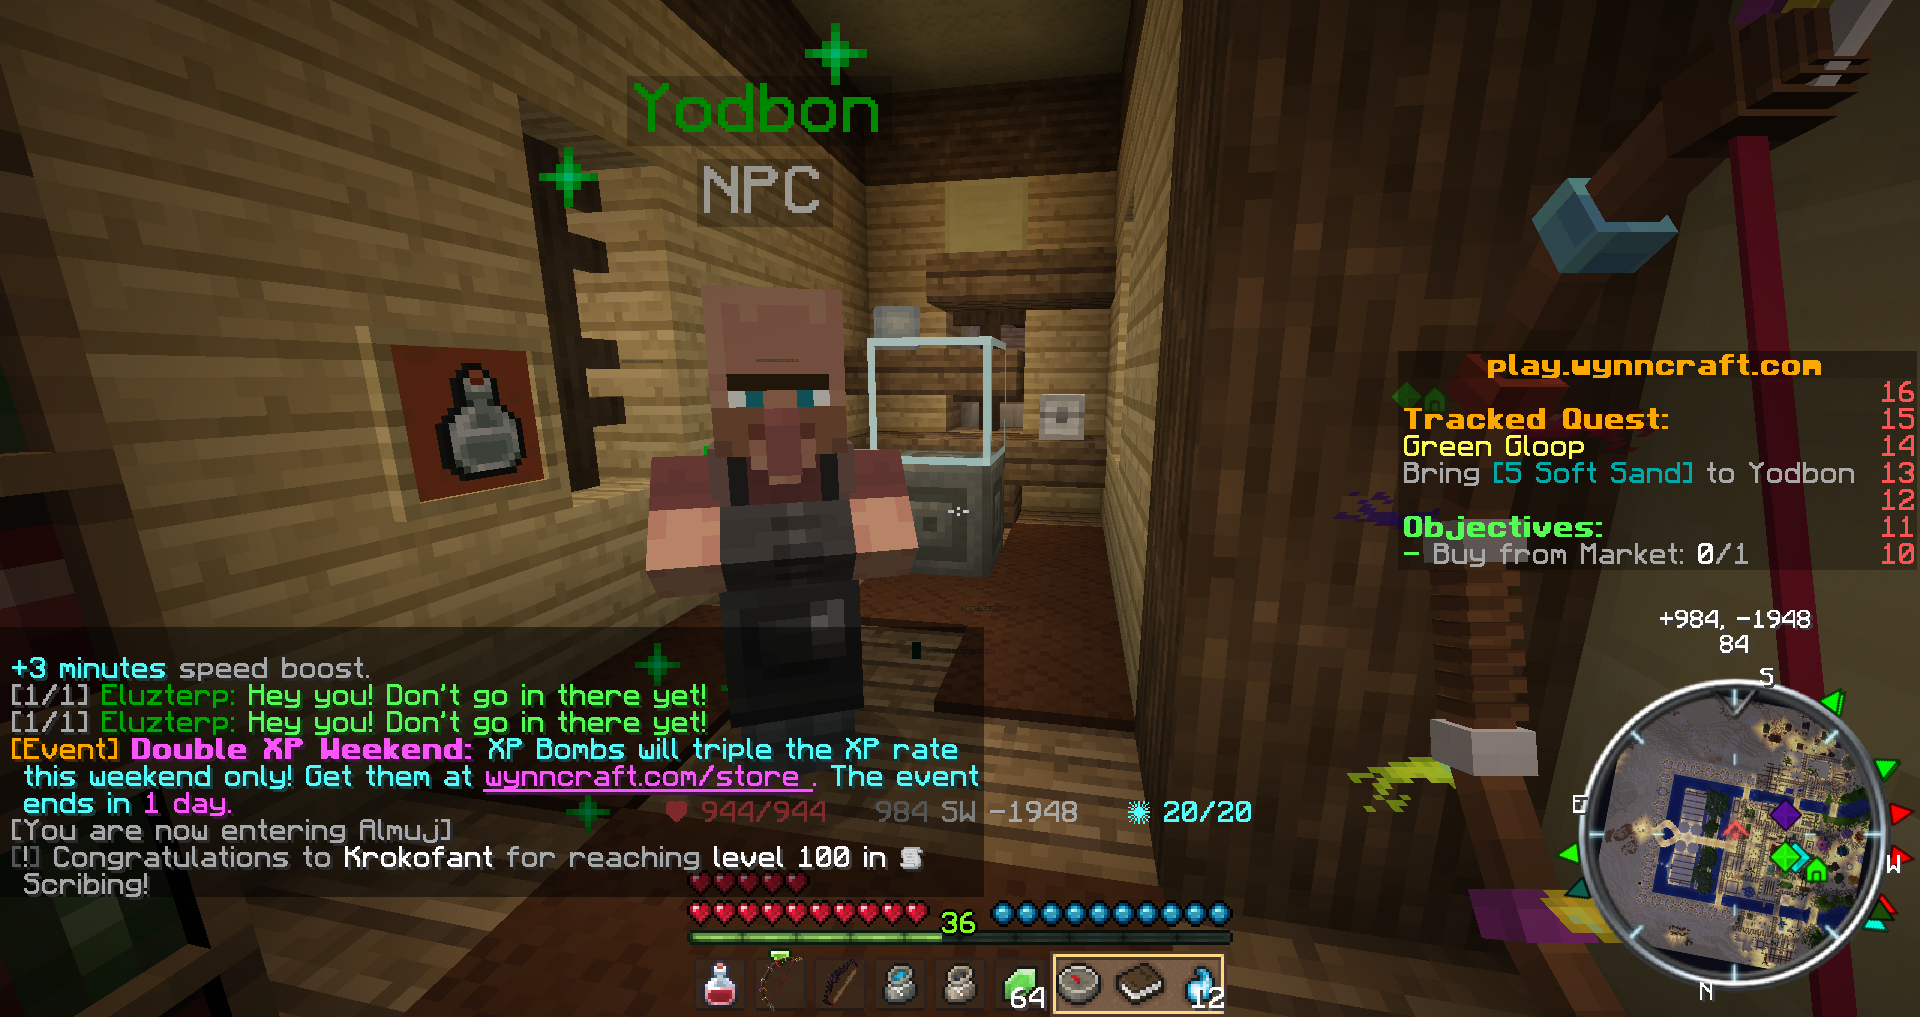 Yodbon
NPC
play.wynncraft.com
16
Tracked Quest: 15
Green Gloop 14
Bring [5 Soft Sand] to Yodbon 13
12
Objectives: 11
- Buy from Market: 0/1 10
+984, -1948
84
S
E
W
N
+3 minutes speed boost.
[1/1] Eluzterp: Hey you! Don't go in there yet!
[1/1] Eluzterp: Hey you! Don't go in there yet!
[Event] Double XP Weekend: XP Bombs will triple the XP rate
this weekend only! Get them at wynncraft.com/store . The event
ends in 1 day.
[You are now entering Almuj]
[!] Congratulations to Krokofant for reaching level 100 in
Scribing!
944/944 984 SW -1948 20/20
36
64 12